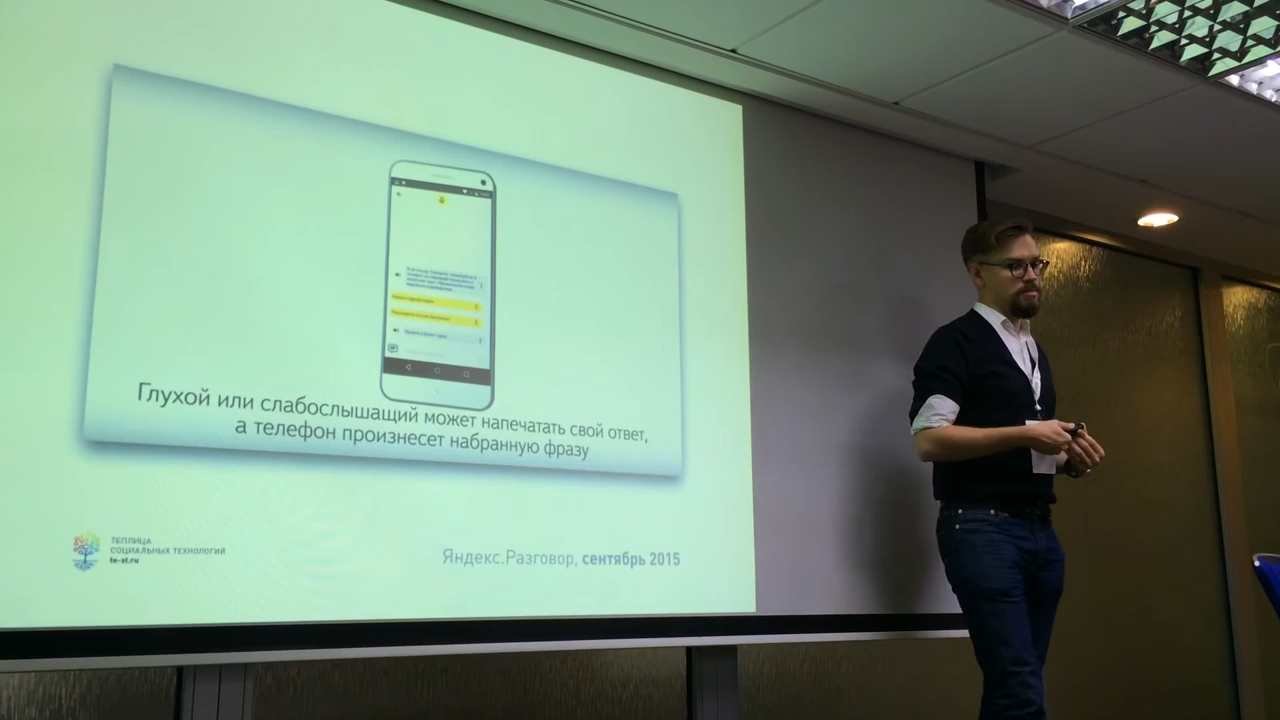 Глухой или слабослышащий может напечатать свой ответ,
а телефон произнесет набранную фразу
ТЕПЛИЦА
СОЦИАЛЬНЫХ ТЕХНОЛОГИЙ
te-st.ru
Яндекс.Разговор, сентябрь 2015